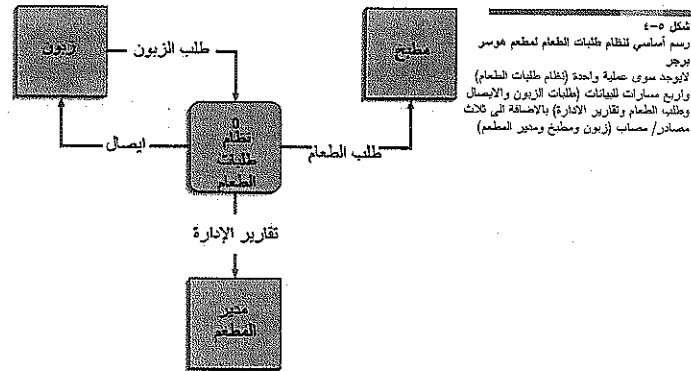 شكل ٥-٤
رسم أساسي لنظام طلبات الطعام لمطعم هوسر
برجر
لايوجد سوى عملية واحدة (نظام طلبات الطعام)
واربع مسارات للبيانات (طلبات الزبون والايصال
وطلب الطعام وتقارير الادارة) بالاضافة الى ثلاث
مصادر/ مصاب (زبون ومطبخ ومدير المطعم)
زبون
طلب الزبون
مطبخ
0
نظام
طلبات
الطعام
ايصال
طلب الطعام
تقارير الإدارة
مدير
المطعم